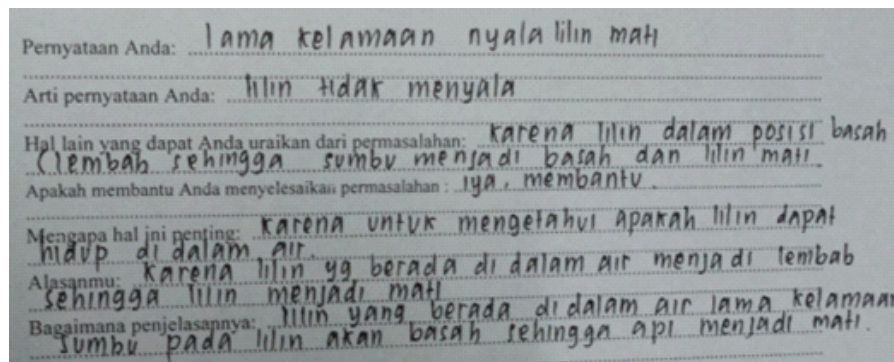 Pernyataan Anda: lama kelamaan nyala lilin mati
Arti pernyataan Anda: lilin tidak menyala
Hal lain yang dapat Anda uraikan dari permasalahan: karena lilin dalam posisi basah
(lembab sehingga sumbu menjadi basah dan lilin mati
Apakah membantu Anda menyelesaikan permasalahan : iya, membantu.
Mengapa hal ini penting: karena untuk mengetahui apakah lilin dapat
hidup di dalam air.
Alasanmu: karena lilin yg berada di dalam air menjadi lembab
sehingga lilin menjadi mati
Bagaimana penjelasannya: lilin yang berada didalam air lama kelamaan
sumbu pada lilin akan basah sehingga api menjadi mati.